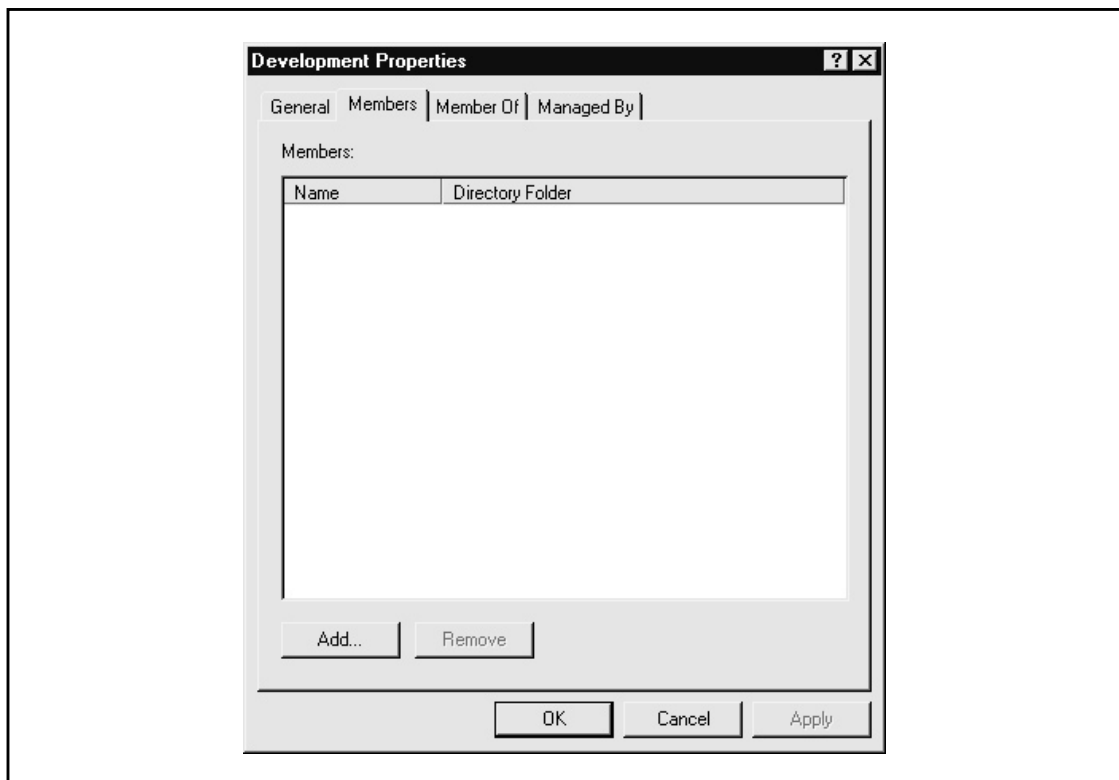 Development Properties
General Members Member Of Managed By
Members:
Name Directory Folder
Add... Remove
OK Cancel Apply